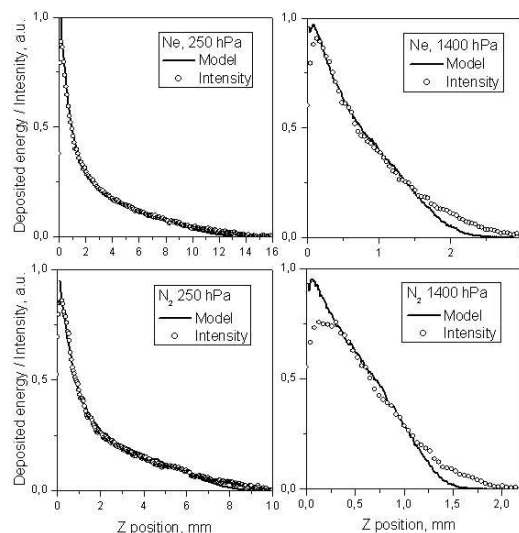 Deposited energy / Intesnity, a.u.
1,0
0,5
0,0
Ne, 250 hPa
Model
Intensity
0 2 4 6 8 10 12 14 16
1,0
0,5
0,0
Ne, 1400 hPa
Model
Intensity
0 1 2
Deposited energy / Intensity, a.u.
1,0
0,5
0,0
N2 250 hPa
Model
Intensity
0 2 4 6 8 10
Z position, mm
1,0
0,5
0,0
N2 1400 hPa
Model
Intensity
0,0 0,5 1,0 1,5 2,0
Z position, mm